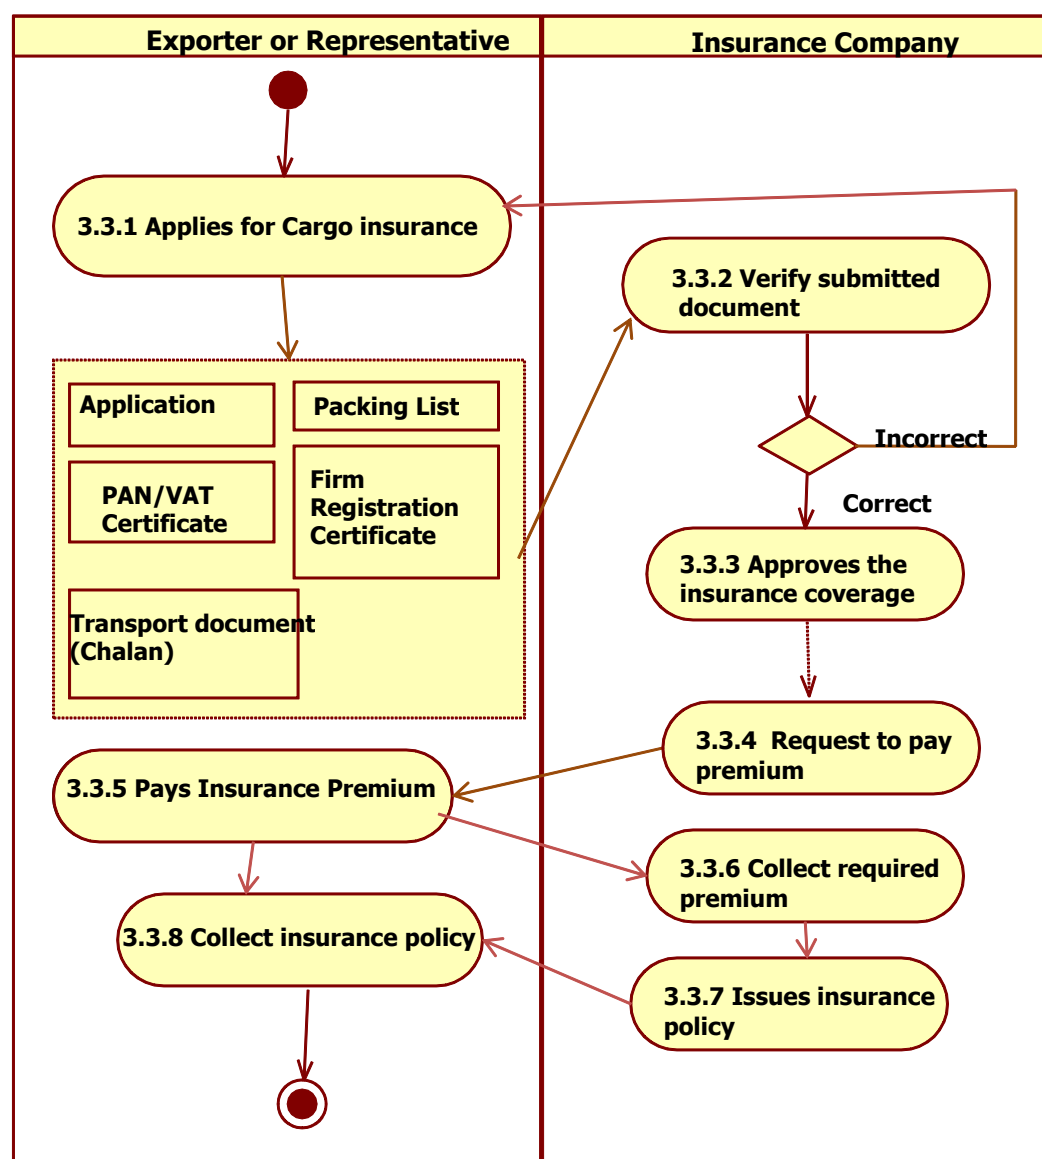 Exporter or Representative
Insurance Company
3.3.1 Applies for Cargo insurance
3.3.2 Verify submitted
document
Application
Packing List
PAN/VAT
Certificate
Firm
Registration
Certificate
Transport document
(Chalan)
Incorrect
Correct
3.3.3 Approves the
insurance coverage
3.3.4 Request to pay
premium
3.3.5 Pays Insurance Premium
3.3.6 Collect required
premium
3.3.8 Collect insurance policy
3.3.7 Issues insurance
policy